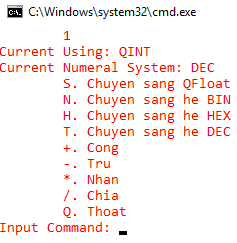 C:\Windows\system32\cmd.exe
1
Current Using: QINT
Current Numeral System: DEC
S. Chuyen sang QFloat
N. Chuyen sang he BIN
H. Chuyen sang he HEX
T. Chuyen sang he DEC
+. Cong
-. Tru
*. Nhan
/. Chia
Q. Thoat
Input Command: